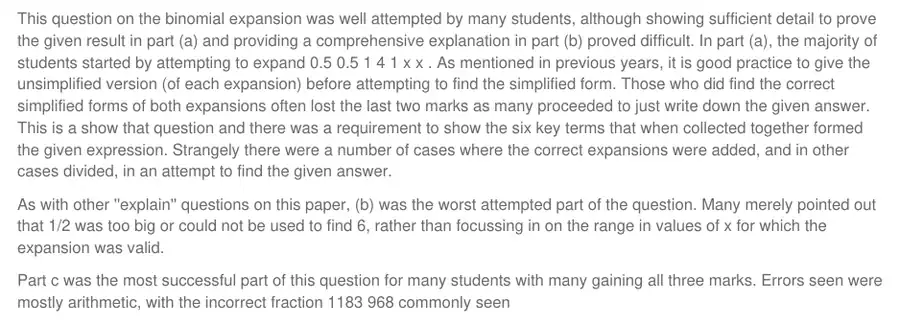 This question on the binomial expansion was well attempted by many students, although showing sufficient detail to prove
the given result in part (a) and providing a comprehensive explanation in part (b) proved difficult. In part (a), the majority of
students started by attempting to expand 0.5 0.5 1 4 1 x x . As mentioned in previous years, it is good practice to give the
unsimplified version (of each expansion) before attempting to find the simplified form. Those who did find the correct
simplified forms of both expansions often lost the last two marks as many proceeded to just write down the given answer.
This is a show that question and there was a requirement to show the six key terms that when collected together formed
the given expression. Strangely there were a number of cases where the correct expansions were added, and in other
cases divided, in an attempt to find the given answer.
As with other "explain" questions on this paper, (b) was the worst attempted part of the question. Many merely pointed out
that 1/2 was too big or could not be used to find 6, rather than focussing in on the range in values of x for which the
expansion was valid.
Part c was the most successful part of this question for many students with many gaining all three marks. Errors seen were
mostly arithmetic, with the incorrect fraction 1183 968 commonly seen